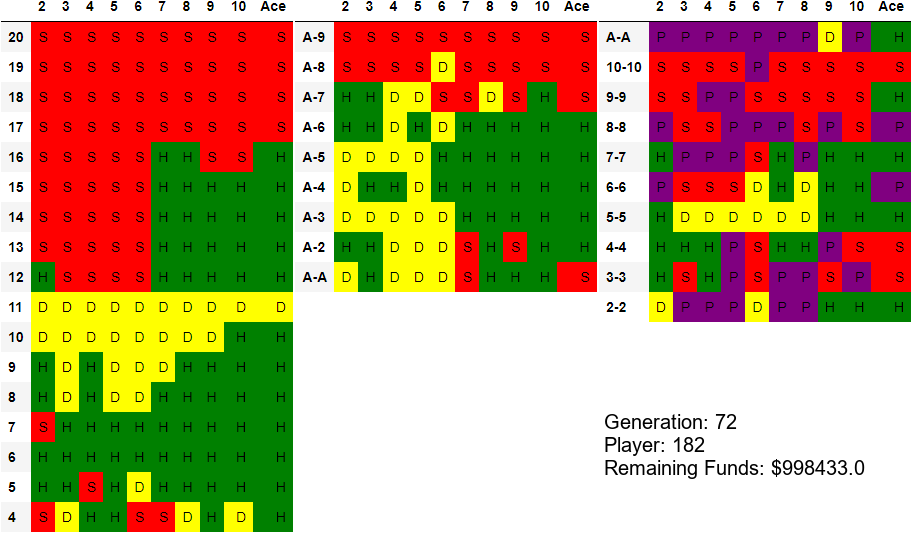 2 3 4 5 6 7 8 9 10 Ace
20 S S S S S S S S S S
19 S S S S S S S S S S
18 S S S S S S S S S S
17 S S S S S S S S S S
16 S S S S S H H S S H
15 S S S S S H H H H H
14 S S S S S H H H H H
13 S S S S S H H H H H
12 H S S S S H H H H H
11 D D D D D D D D D D
10 D D D D D D D D H H
9 H D H D D D H H H H
8 H D H D D H H H H H
7 S H H H H H H H H H
6 H H H H H H H H H H
5 H H S H D H H H H H
4 S D H H S S D H D H
2 3 4 5 6 7 8 9 10 Ace
A-9 S S S S S S S S S S
A-8 S S S S D S S S S S
A-7 H H D D S S D S H S
A-6 H H D H D H H H H H
A-5 D D D D H H H H H H
A-4 D H H D H H H H H H
A-3 D D D D D H H H H H
A-2 H H D D D S H S H H
A-A D H D D D S H H H S
2 3 4 5 6 7 8 9 10 Ace
A-A P P P P P P P D P H
10-10 S S S S P S S S S S
9-9 S S P P S S S S S H
8-8 P S S P P P S P S P
7-7 H P P P S H P H H H
6-6 P S S S D H D H H P
5-5 H D D D D D D H H H
4-4 H H H P S H H P S S
3-3 H S H P S P P S P S
2-2 D P P P D P P H H H
Generation: 72
Player: 182
Remaining Funds: $998433.0